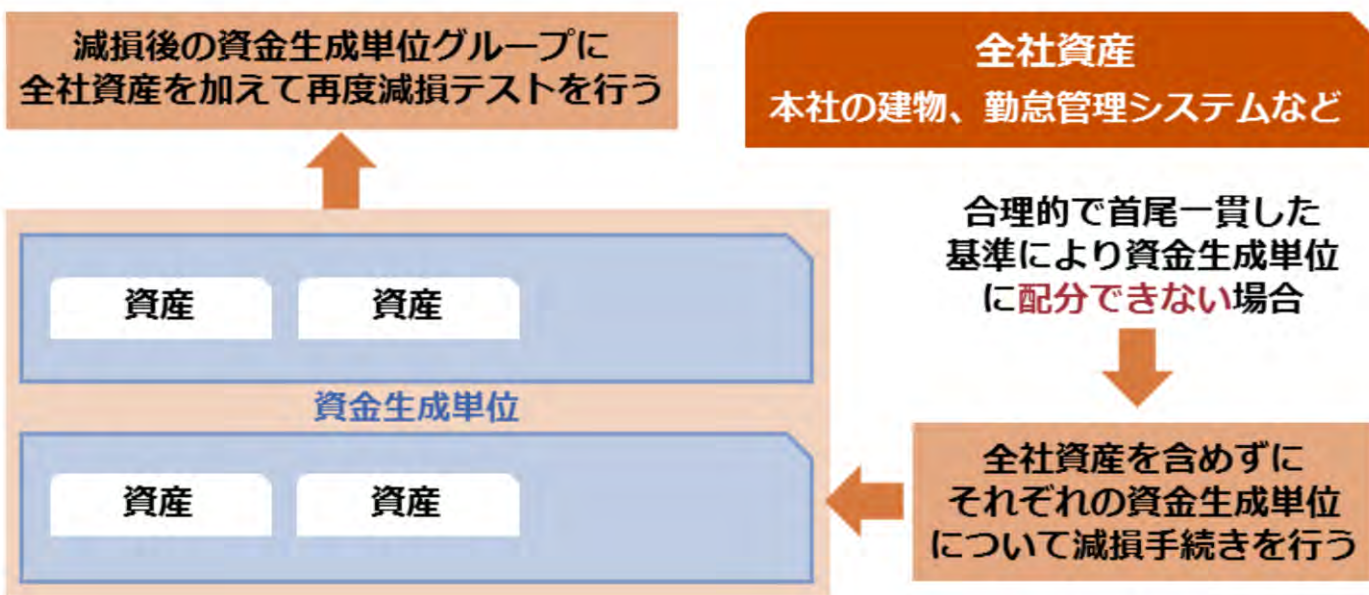 減損後の資金生成単位グループに
全社資産を加えて再度減損テストを行う
全社資産
本社の建物、勤怠管理システムなど
合理的で首尾一貫した
基準により資金生成単位
に配分できない場合
資産
資産
資金生成単位
資産
資産
全社資産を含めずに
それぞれの資金生成単位
について減損手続きを行う